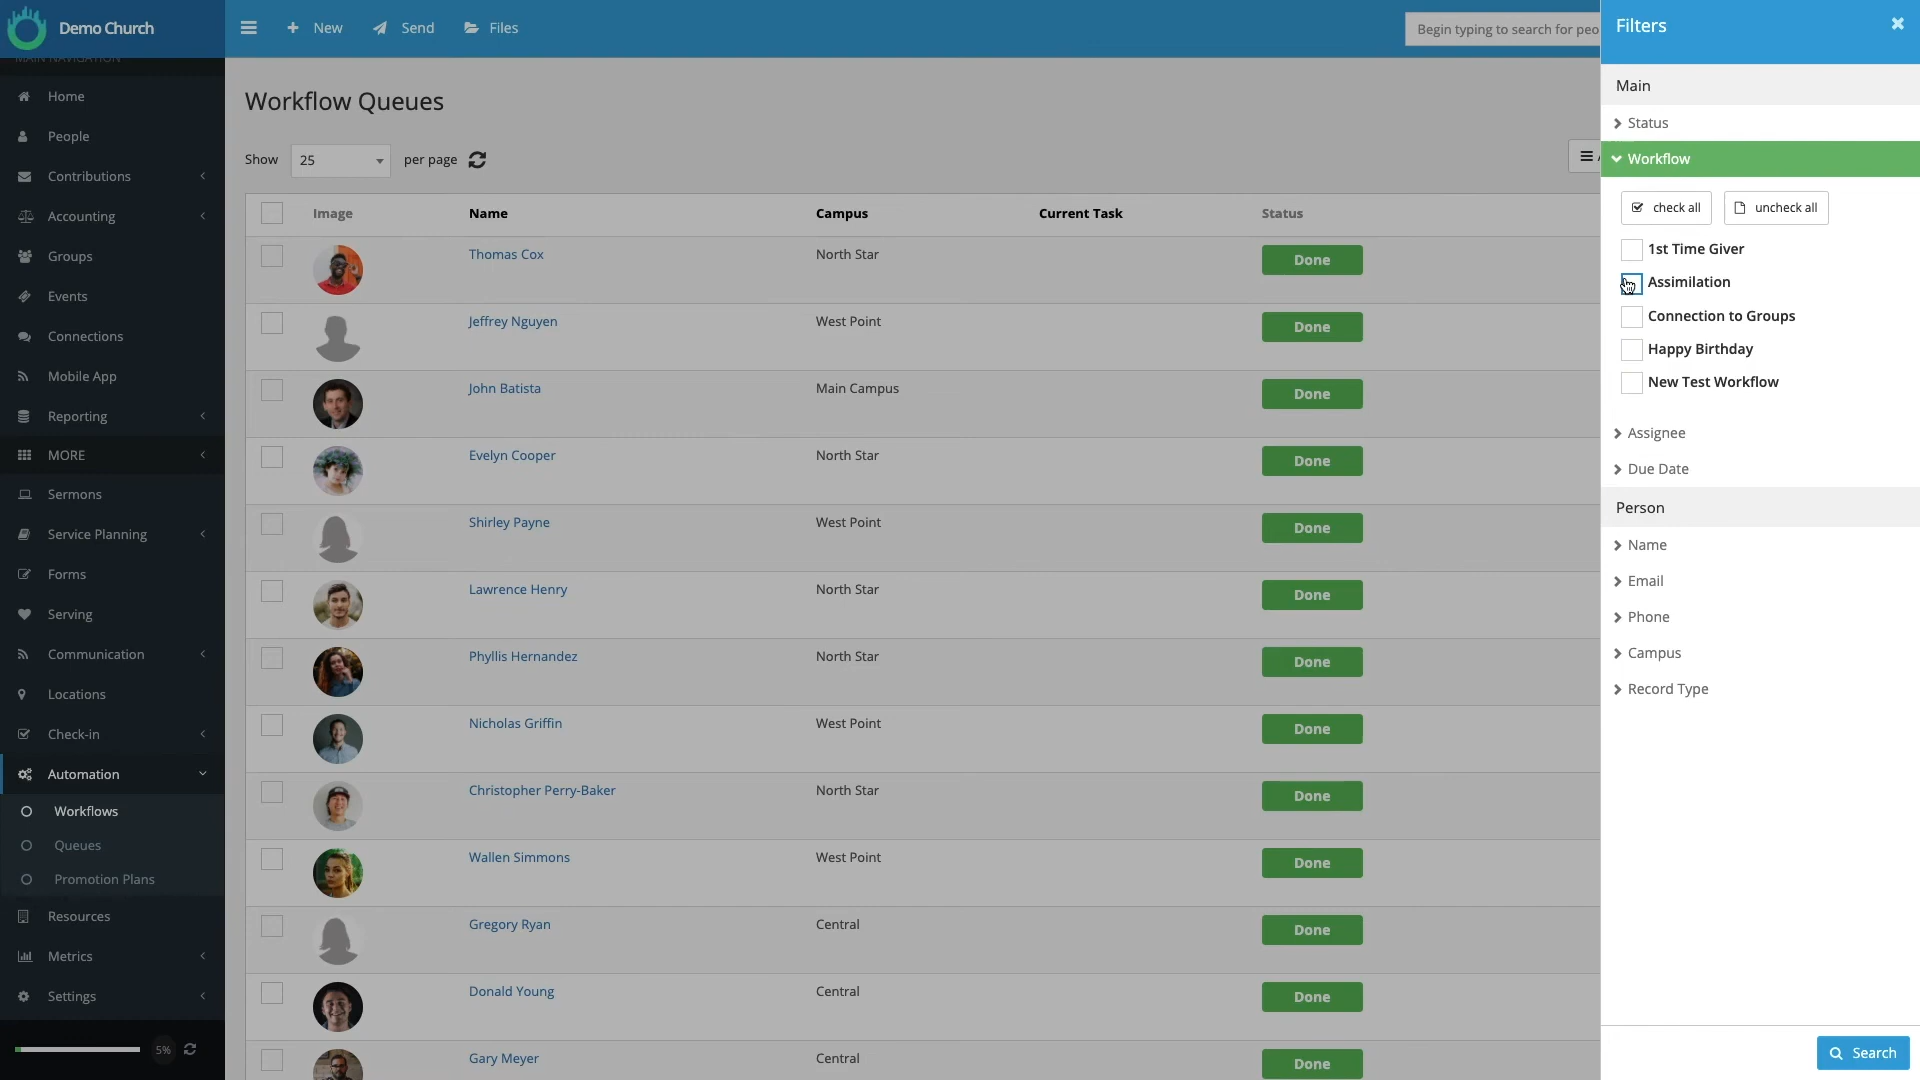 Demo Church
New
Send
Files
Begin typing to search for peo
Filters
MAIN NAVIGATION
Home
People
Contributions
Accounting
Groups
Events
Connections
Mobile App
Reporting
MORE
Sermons
Service Planning
Forms
Serving
Communication
Locations
Check-in
Automation
Workflows
Queues
Promotion Plans
Resources
Metrics
Settings
5%
Workflow Queues
Show 25 per page
Image Name Campus Current Task Status
Thomas Cox North Star Done
Jeffrey Nguyen West Point Done
John Batista Main Campus Done
Evelyn Cooper North Star Done
Shirley Payne West Point Done
Lawrence Henry North Star Done
Phyllis Hernandez North Star Done
Nicholas Griffin West Point Done
Christopher Perry-Baker North Star Done
Wallen Simmons West Point Done
Gregory Ryan Central Done
Donald Young Central Done
Gary Meyer Central Done
Main
Status
Workflow
check all uncheck all
1st Time Giver
Assimilation
Connection to Groups
Happy Birthday
New Test Workflow
Assignee
Due Date
Person
Name
Email
Phone
Campus
Record Type
Search